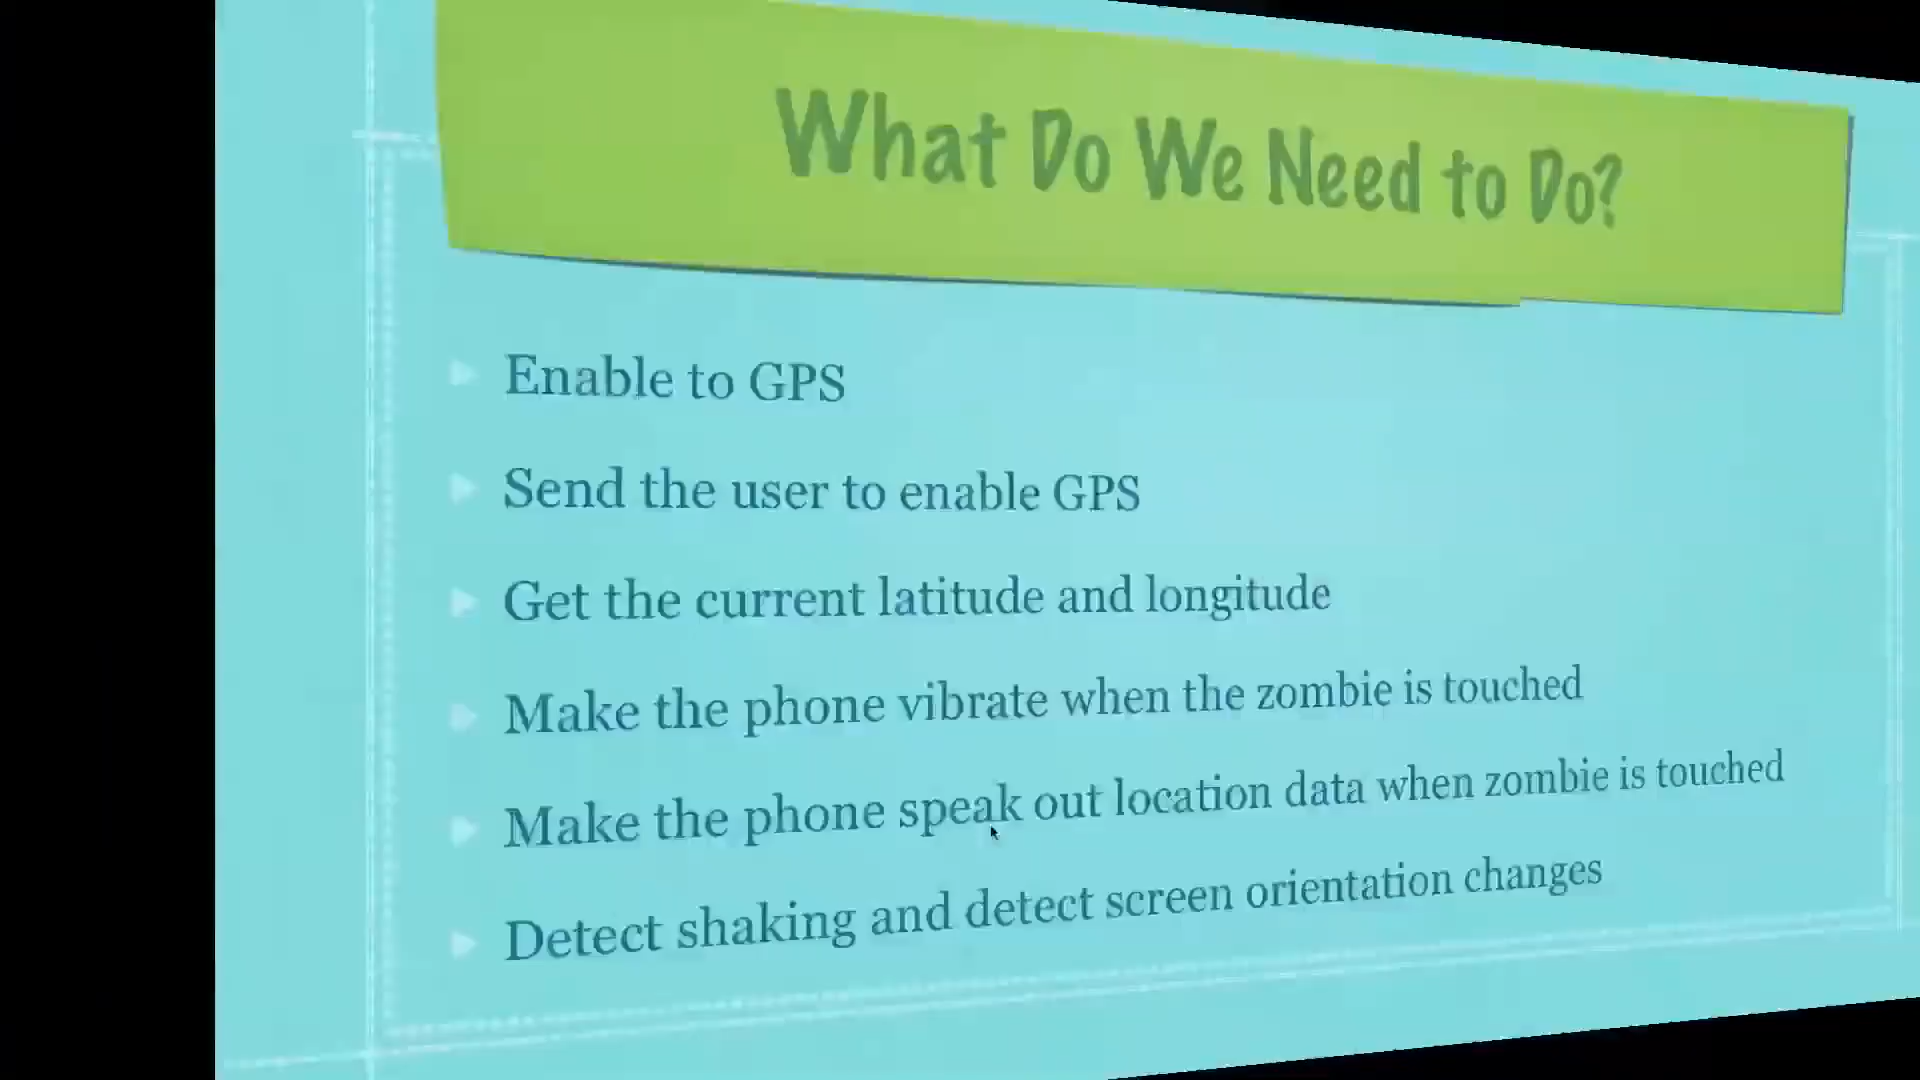 What Do We Need to Do?
Enable to GPS
Send the user to enable GPS
Get the current latitude and longitude
Make the phone vibrate when the zombie is touched
Make the phone speak out location data when zombie is touched
Detect shaking and detect screen orientation changes